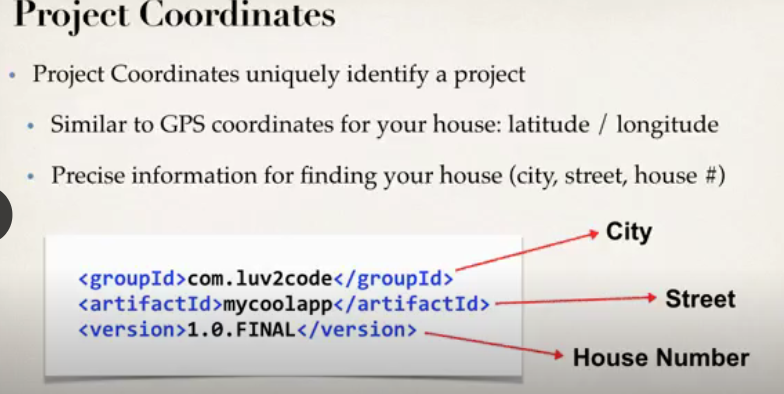 Project Coordinates
• Project Coordinates uniquely identify a project
• Similar to GPS coordinates for your house: latitude / longitude
• Precise information for finding your house (city, street, house #)
City
<groupId>com.luv2code</groupId>
<artifactId>mycoolapp</artifactId>
Street
<version>1.0.FINAL</version>
House Number